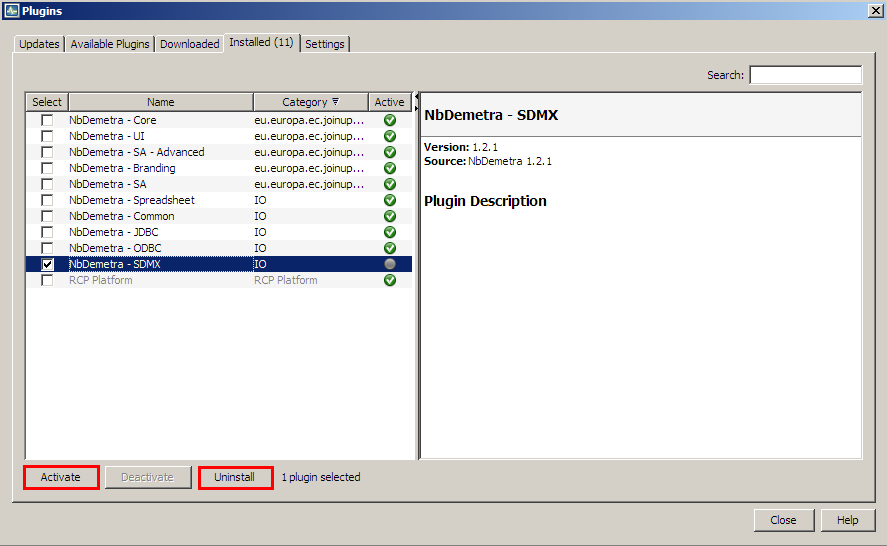 Plugins
Updates Available Plugins Downloaded Installed (11) Settings
Search:
Select Name Category Active
NbDemetra - Core eu.europa.ec.joinup...
NbDemetra - UI eu.europa.ec.joinup...
NbDemetra - SA - Advanced eu.europa.ec.joinup...
NbDemetra - Branding eu.europa.ec.joinup...
NbDemetra - SA eu.europa.ec.joinup...
NbDemetra - Spreadsheet IO
NbDemetra - Common IO
NbDemetra - JDBC IO
NbDemetra - ODBC IO
NbDemetra - SDMX IO
RCP Platform RCP Platform
NbDemetra - SDMX
Version: 1.2.1
Source: NbDemetra 1.2.1
Plugin Description
Activate Deactivate Uninstall 1 plugin selected
Close Help